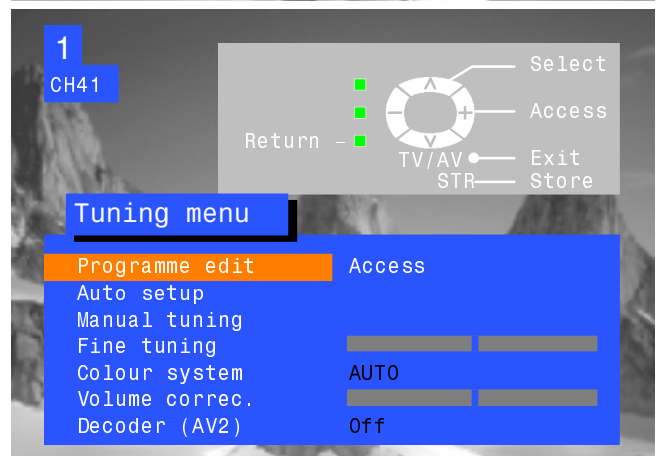 1
CH41
Select
Access
Return –
TV/AV Exit
STR Store
Tuning menu
Programme edit Access
Auto setup
Manual tuning
Fine tuning
Colour system AUTO
Volume correc.
Decoder (AV2) Off